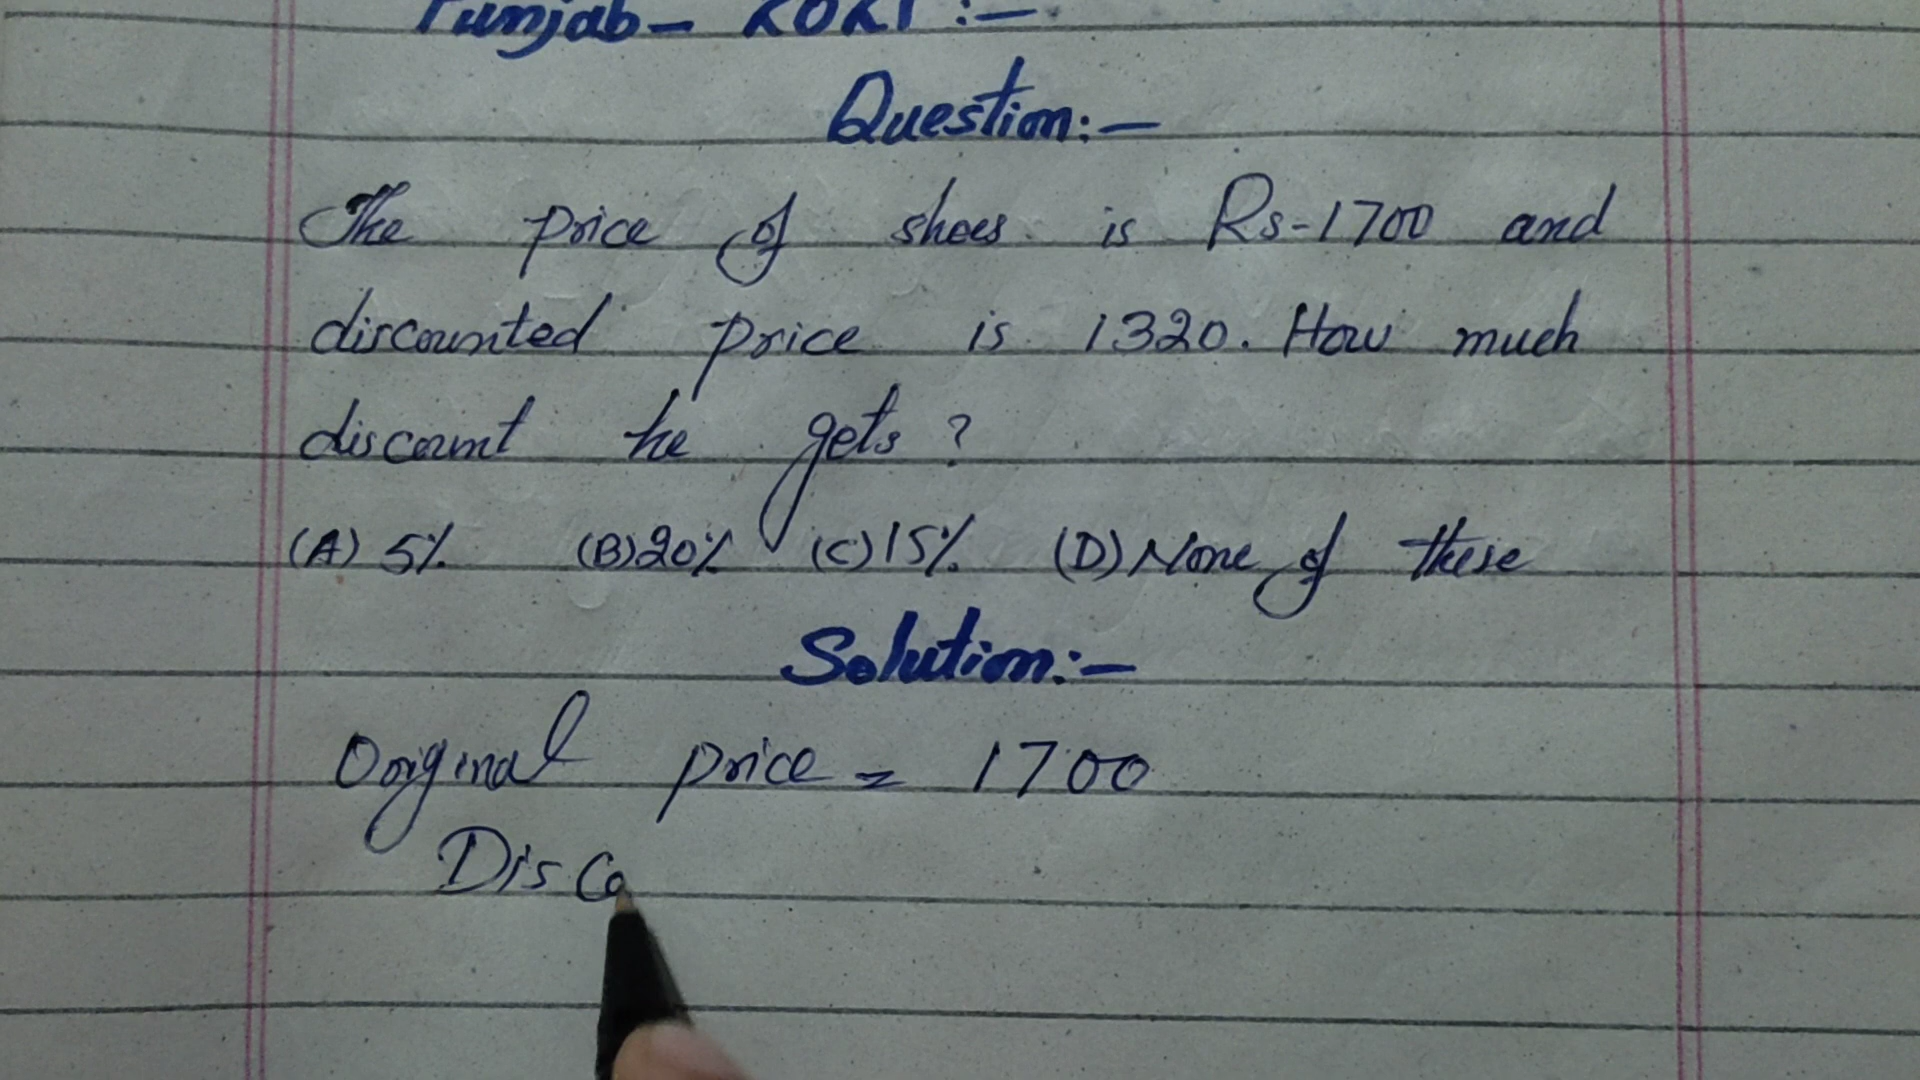 Punjab-
Question:-
The price of shoes is Rs-1700 and
discounted price is 1320. How much
discount he gets?
(A) 5% (B) 20% (C) 15% (D) None of these
Solution:-
Original price = 1700
Disco